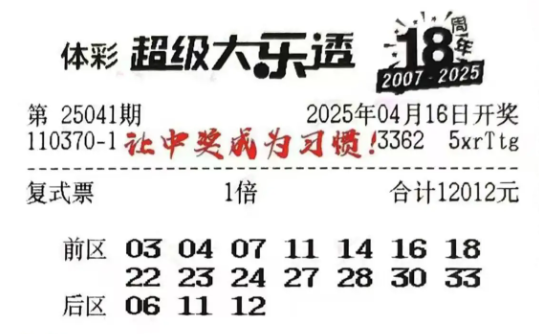 体彩 超级大乐透 18周年 2007-2025
第 25041期 2025年04月16日开奖
110370-1 让中奖成为习惯! 3362 5xrTtg
复式票 1倍 合计12012元
前区 03 04 07 11 14 16 18
22 23 24 27 28 30 33
后区 06 11 12